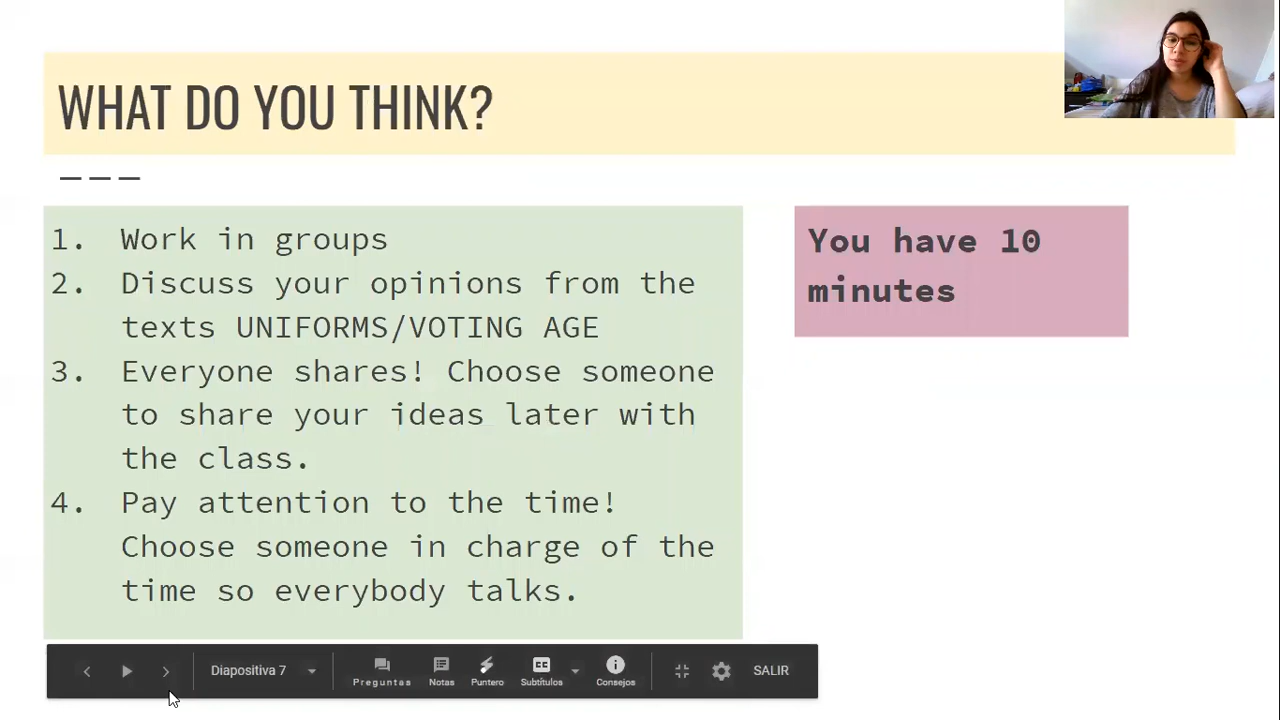 WHAT DO YOU THINK?
1. Work in groups
2. Discuss your opinions from the
texts UNIFORMS/VOTING AGE
3. Everyone shares! Choose someone
to share your ideas later with
the class.
4. Pay attention to the time!
Choose someone in charge of the
time so everybody talks.
You have 10
minutes
Diapositiva 7
Preguntas
Notas
Puntero
CC
Subtítulos
Consejos
SALIR